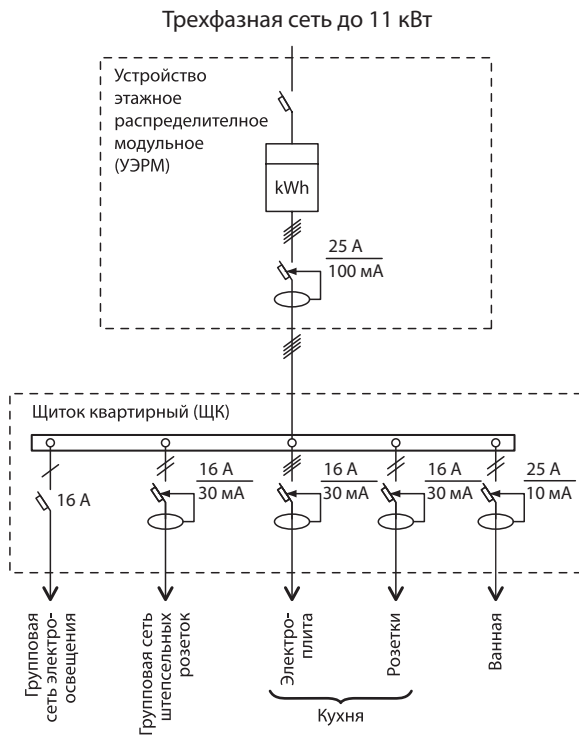 Трехфазная сеть до 11 кВт
Устройство
этажное
распределителное
модульное
(УЭРМ)
kWh
25 А
100 мА
Щиток квартирный (ЩК)
16 А
16 А
30 мА
16 А
30 мА
16 А
30 мА
25 А
10 мА
Групповая
сеть электро-
освещения
Групповая сеть
штепсельных
розеток
Электро-
плита
Розетки
Ванная
Кухня